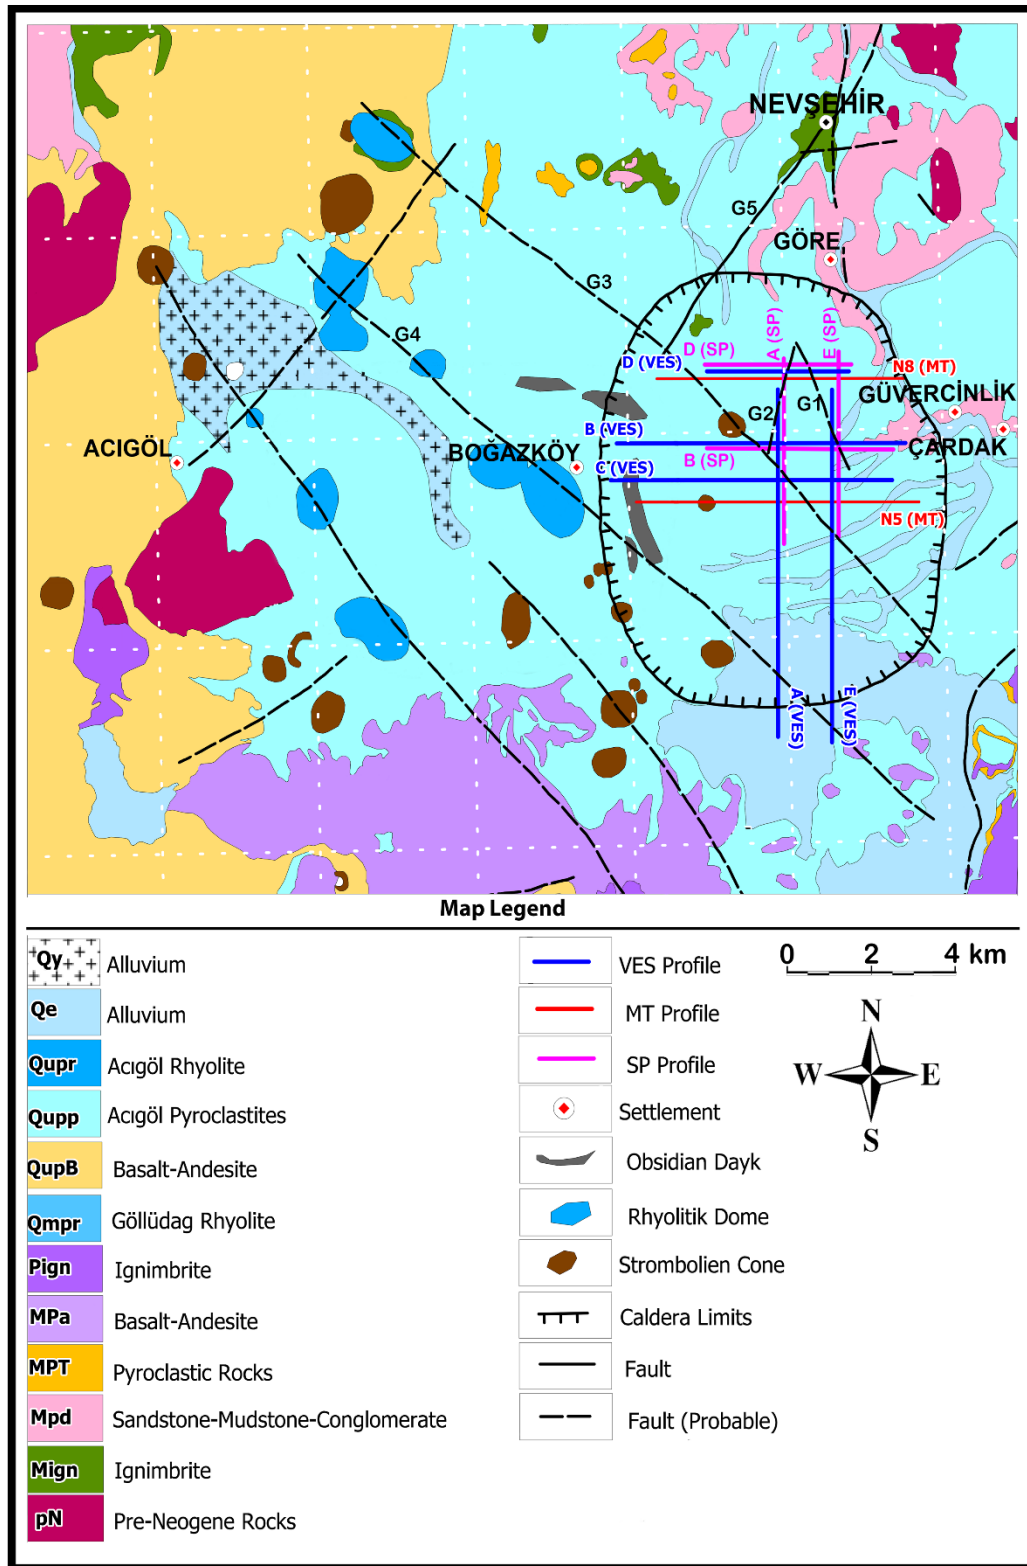 NEVŞEHİR
G5
GÖRE
G3
G4
A (SP)
E (SP)
D (SP)
D (VES)
N8 (MT)
GÜVERCİNLİK
G1
G2
B (VES)
ÇARDAK
ACIGÖL
BOĞAZKÖY
B (SP)
C (VES)
N5 (MT)
A (VES)
E (VES)
Map Legend
Qy Alluvium
Qe Alluvium
Qupr Acıgöl Rhyolite
Qupp Acıgöl Pyroclastites
QupB Basalt-Andesite
Qmpr Göllüdag Rhyolite
Pign Ignimbrite
MPa Basalt-Andesite
MPT Pyroclastic Rocks
Mpd Sandstone-Mudstone-Conglomerate
Mign Ignimbrite
pN Pre-Neogene Rocks
VES Profile
MT Profile
SP Profile
Settlement
Obsidian Dayk
Rhyolitik Dome
Strombolien Cone
Caldera Limits
Fault
Fault (Probable)
0 2 4 km
N
W E
S